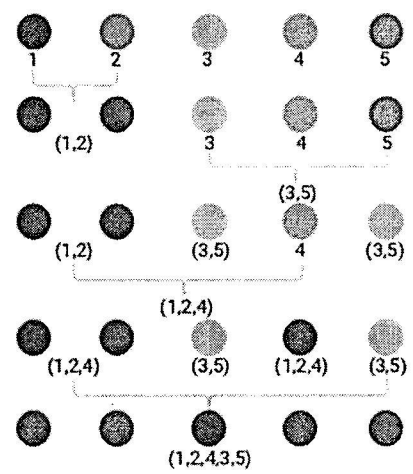 1 2 3 4 5
(1,2) 3 4 5
(3,5)
(1,2) (3,5) 4 (3,5)
(1,2,4)
(1,2,4) (3,5) (1,2,4) (3,5)
(1,2,4,3,5)